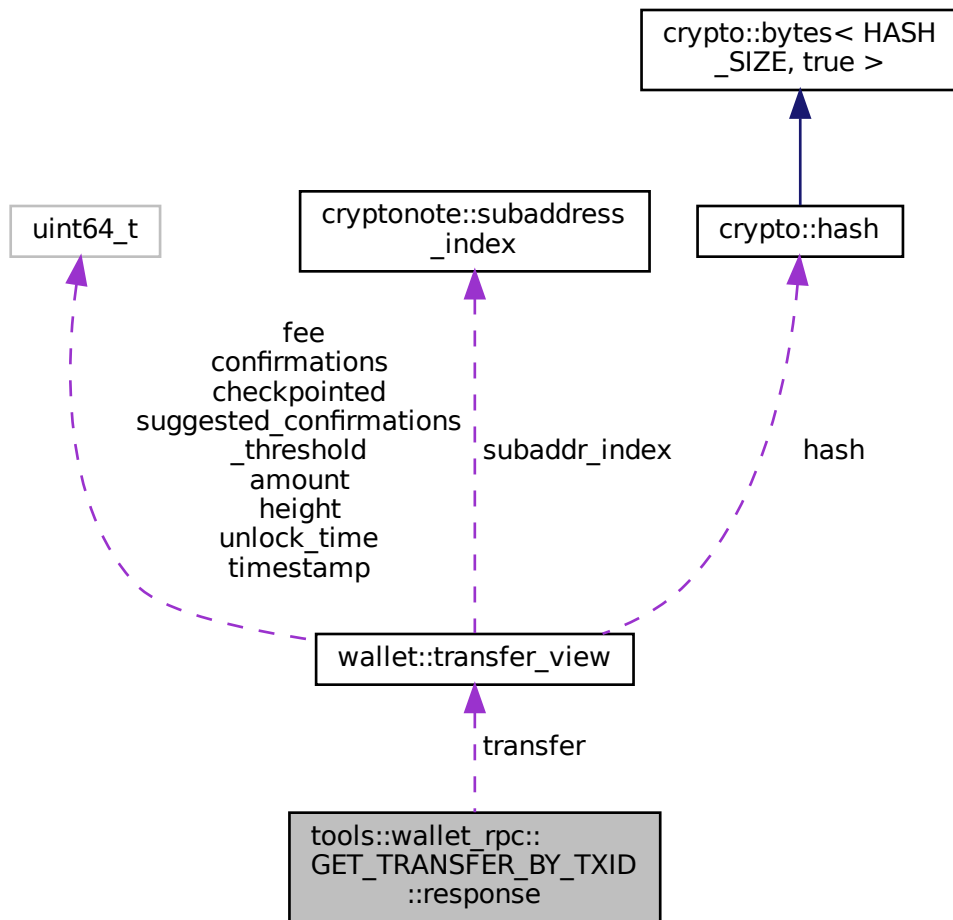 crypto::bytes< HASH
_SIZE, true >
uint64_t
cryptonote::subaddress
_index
crypto::hash
fee
confirmations
checkpointed
suggested_confirmations
_threshold
amount
height
unlock_time
timestamp
subaddr_index
hash
wallet::transfer_view
transfer
tools::wallet_rpc::
GET_TRANSFER_BY_TXID
::response